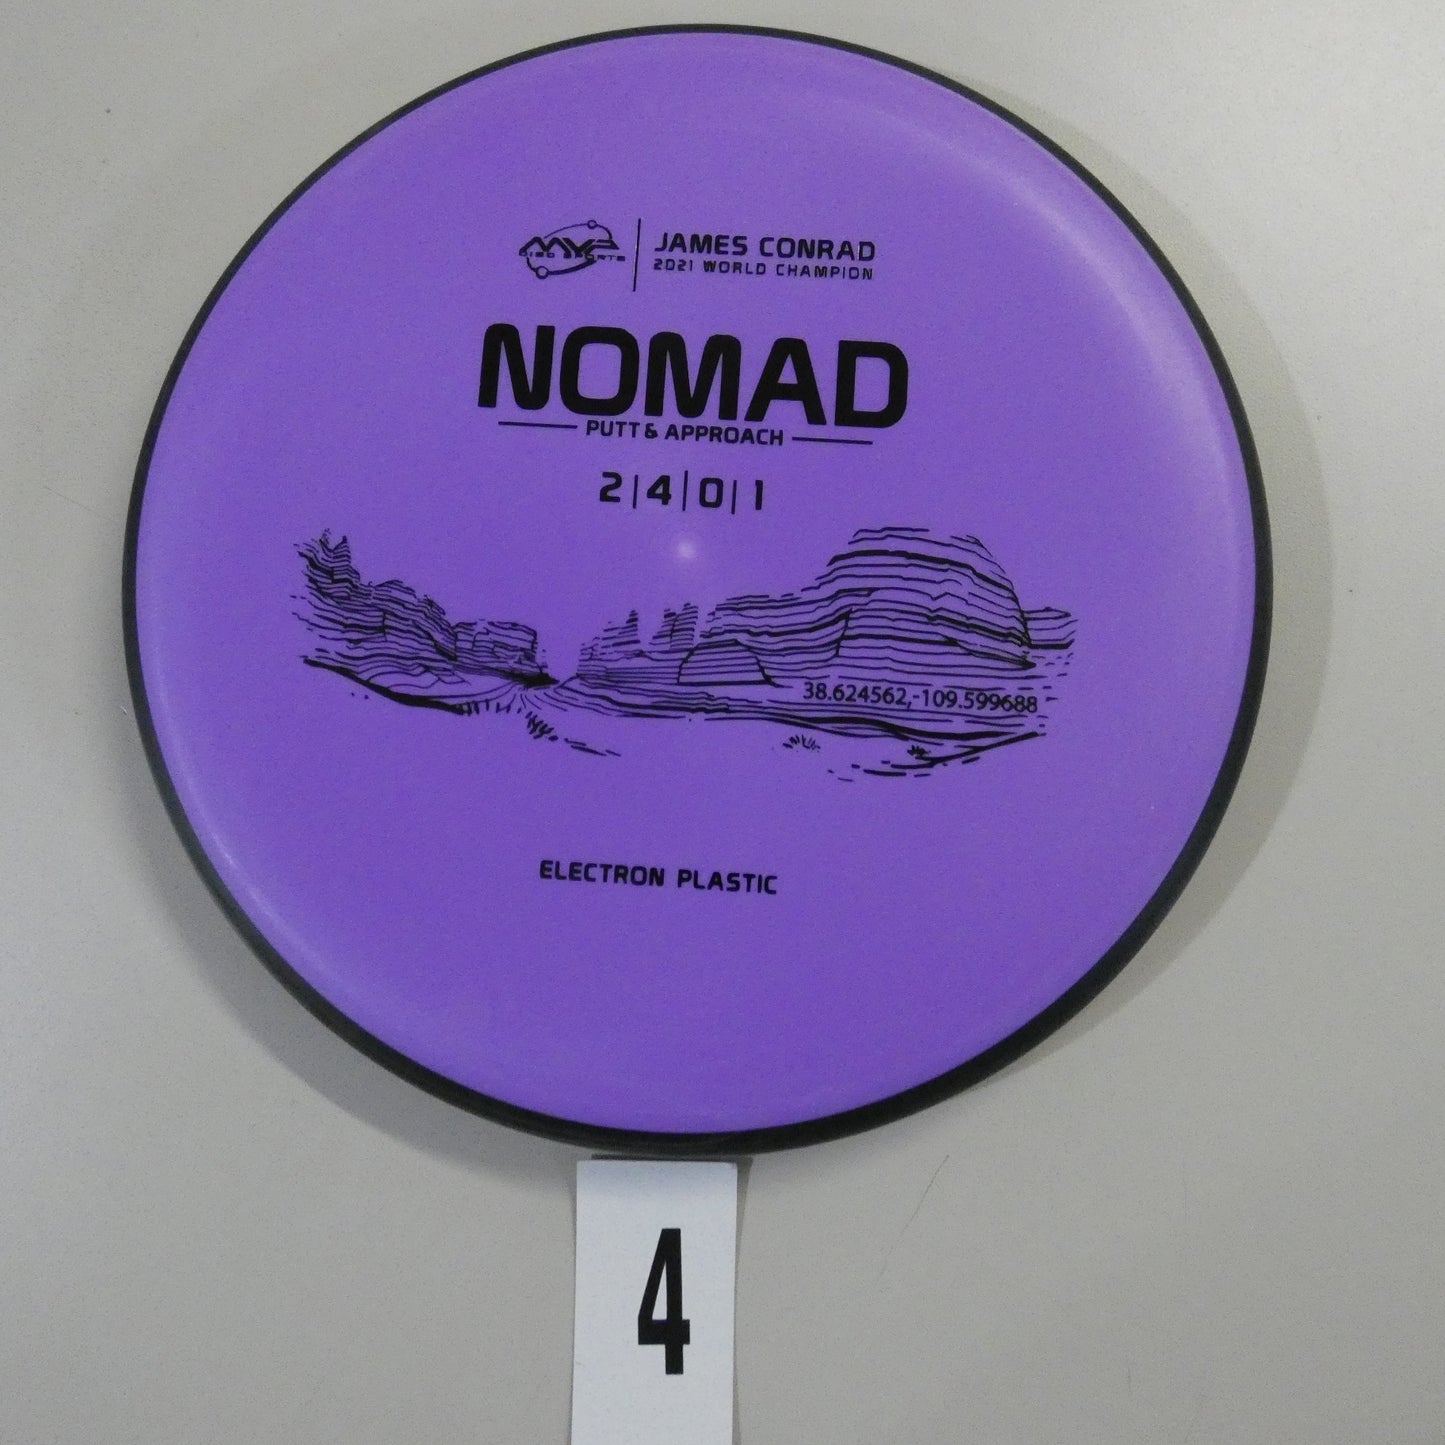 MVP
DISC SPORTS
JAMES CONRAD
2021 WORLD CHAMPION
NOMAD
PUTT & APPROACH
2|4|0|1
38.624562,-109.599688
ELECTRON PLASTIC
4